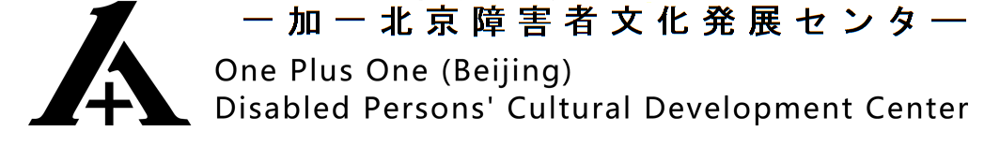 一加一北京障害者文化発展センター
One Plus One (Beijing)
Disabled Persons' Cultural Development Center